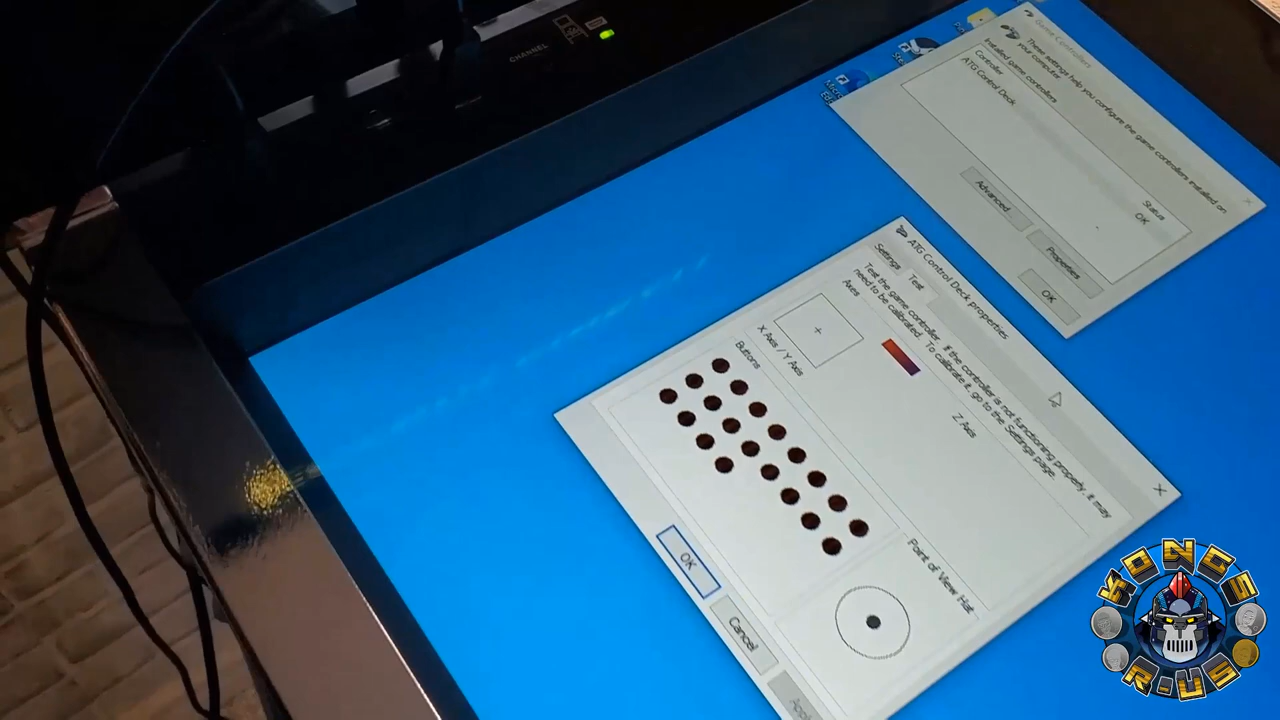 CHANNEL
Game Controllers
These settings help you configure the game controllers installed on
your computer.
Installed game controllers
Controller
Status
ATG Control Deck
OK
Advanced
Properties
OK
ATG Control Deck properties
Settings
Test
Test the game controller. If the controller is not functioning properly, it may
need to be calibrated. To calibrate it, go to the Settings page.
Axes
Z Axis
X Axis / Y Axis
Buttons
Point of View Hat
OK
Cancel
KONGS
R-US